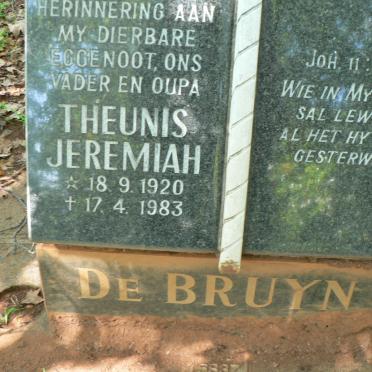 HERINNERING AAN
MY DIERBARE
EGGENOOT, ONS
VADER EN OUPA
THEUNIS
JEREMIAH
☆ 18.9.1920
✝ 17.4.1983
JOH. 11:
WIE IN MY
SAL LEW
AL HET HY
GESTERW
DE BRUYN